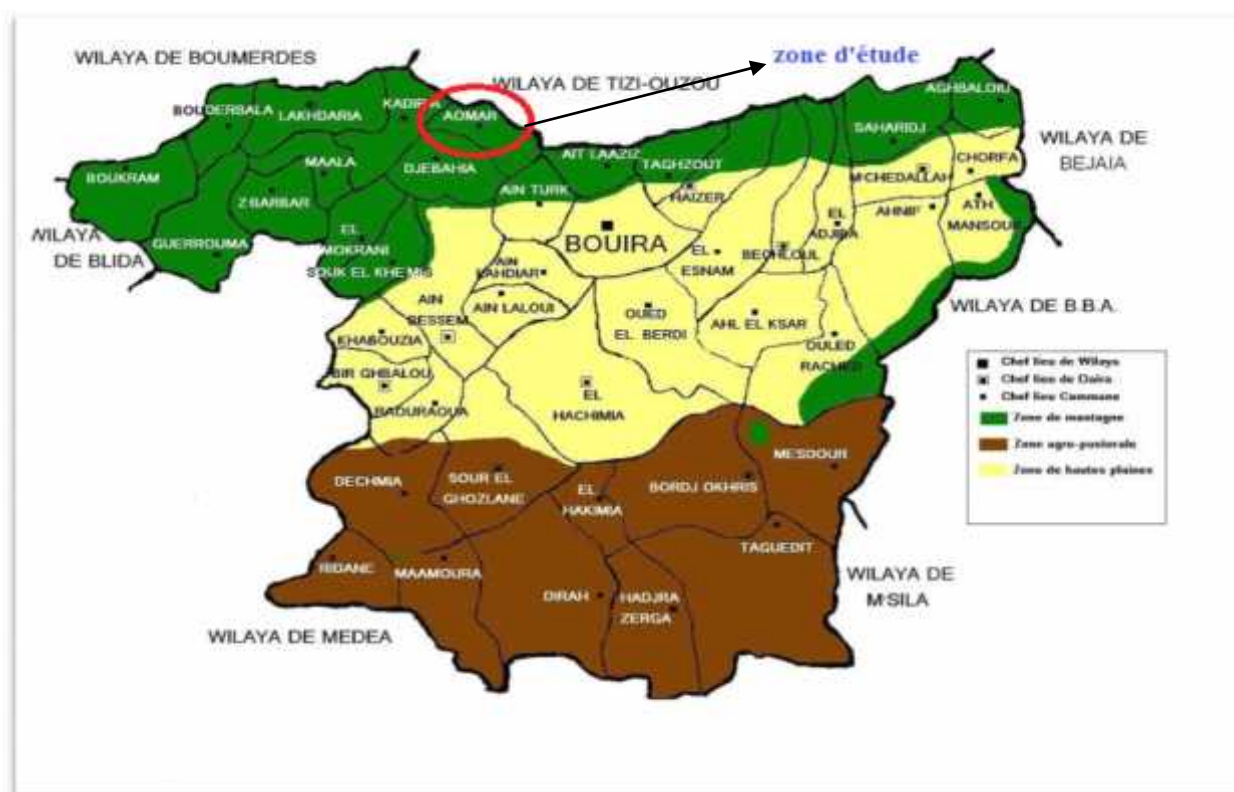 WILAYA DE BOUMERDES
zone d'étude
WILAYA DE TIZI-OUZOU
AGHBALOIU
BOUDERBALA
LAKHDARIA
KADIRIA
AOMAR
SAHARIDJ
WILAYA DE
BEJAIA
MAALA
DJEBAHIA
AIT LAAZIZ
TAGHZOUT
CHORFA
M'CHEDALLAH
BOUKRAM
Z'BARBAR
AIN TURK
HAIZER
AHNIF
ATH
MANSOUR
WILAYA
DE BLIDA
GUERROUMA
EL
MOKRANI
SOUK EL KHEMIS
BOUIRA
EL
ESNAM
BECHLOUL
EL
ADJIBA
AIN
LAHDJAR
AIN LALOUI
AIN
BESSEM
OUED
EL BERDI
AHL EL KSAR
WILAYA DE B.B.A.
OULED
RACHED
KHABOUZIA
BIR GHBALOU
BADURAOUA
EL
HACHIMIA
Chef lieu de Wilaya
Chef lieu de Daira
Chef lieu Commune
Zone de montagne
Zone agro-pastorale
Zone de hautes plaines
DECHMIA
SOUR EL
GHOZLANE
EL
HAKIMIA
BORDJ OKHRIS
MESDOUR
TAGUEDIT
RIDANE
MAAMOURA
DIRAH
HADJRA
ZERGA
WILAYA DE
M'SILA
WILAYA DE MEDEA